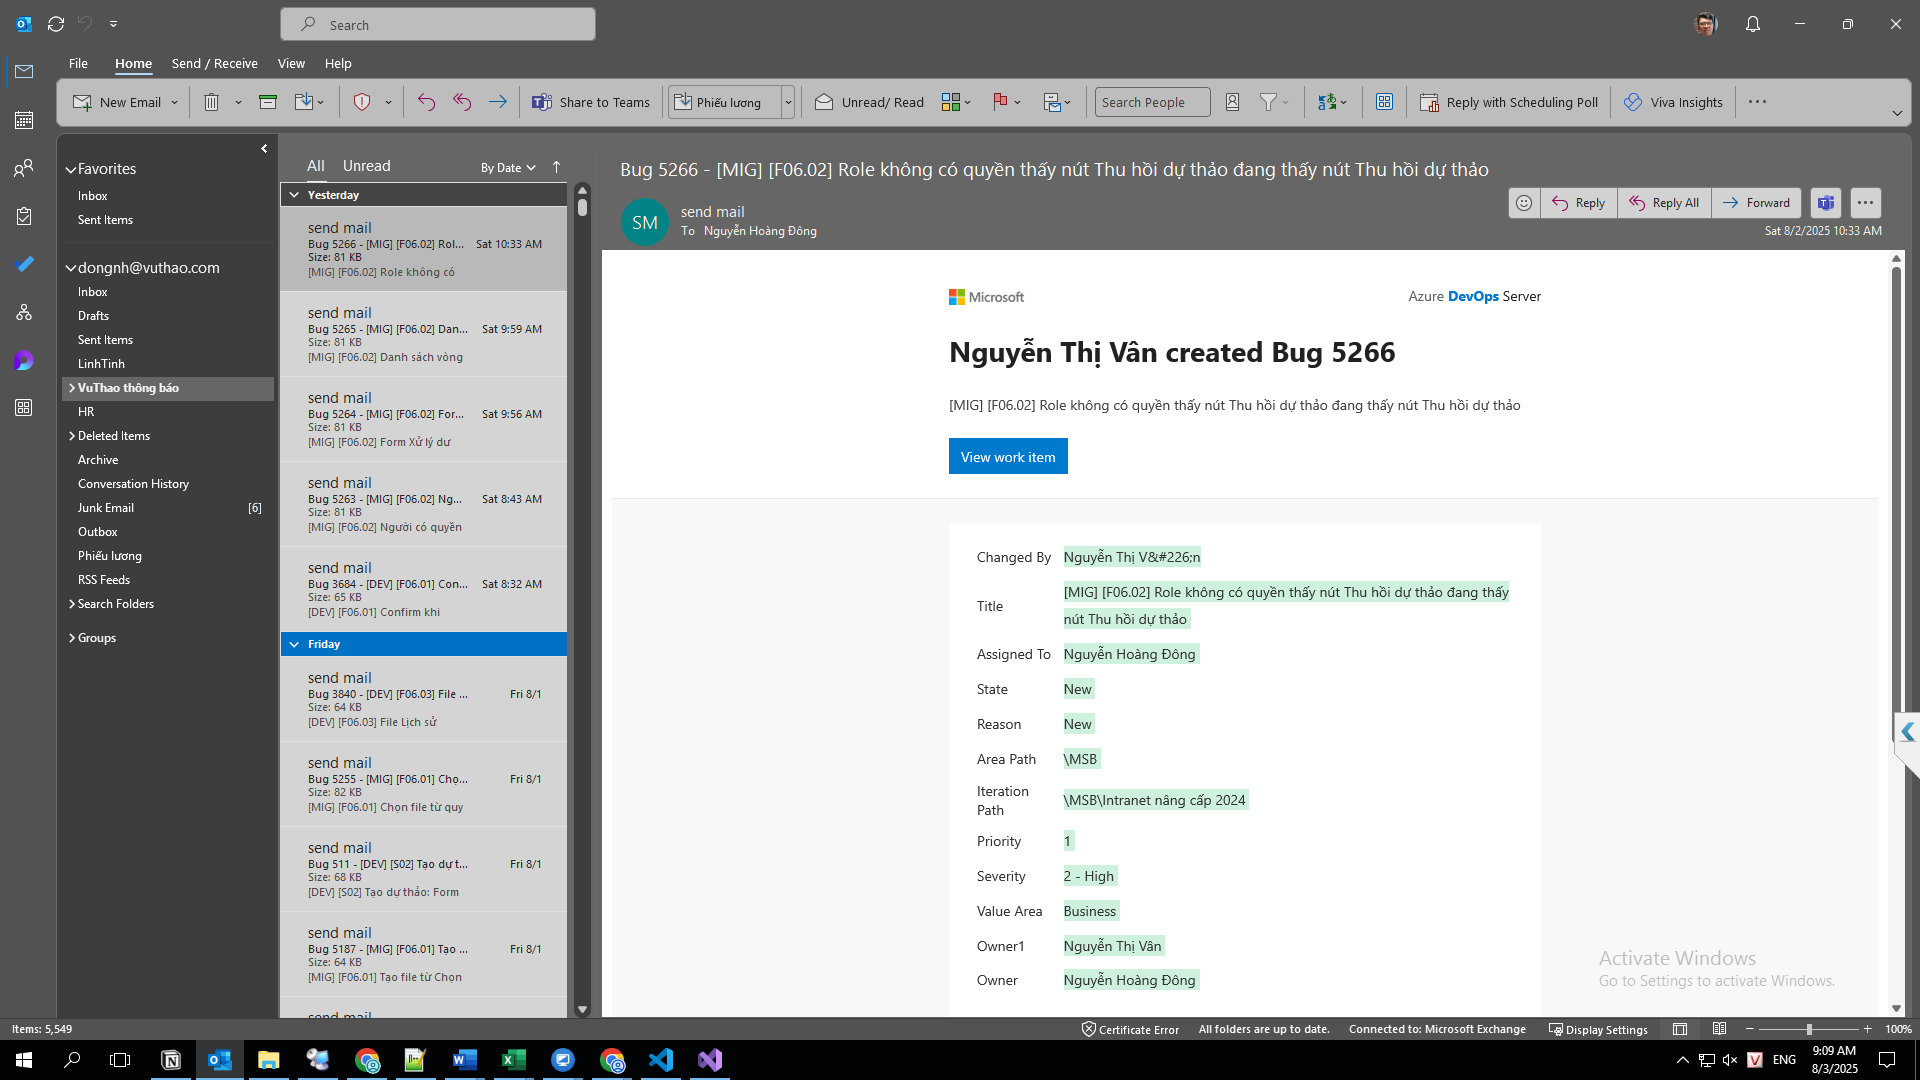 Search
File Home Send / Receive View Help
New Email Share to Teams Phiếu lương Unread/ Read Search People Reply with Scheduling Poll Viva Insights
Favorites
Inbox
Sent Items
dongnh@vuthao.com
Inbox
Drafts
Sent Items
LinhTinh
VuThao thông báo
HR
Deleted Items
Archive
Conversation History
Junk Email [6]
Outbox
Phiếu lương
RSS Feeds
Search Folders
Groups
All Unread By Date
Yesterday
send mail
Bug 5266 - [MIG] [F06.02] Rol... Sat 10:33 AM
Size: 81 KB
[MIG] [F06.02] Role không có
send mail
Bug 5265 - [MIG] [F06.02] Dan... Sat 9:59 AM
Size: 81 KB
[MIG] [F06.02] Danh sách vòng
send mail
Bug 5264 - [MIG] [F06.02] For... Sat 9:56 AM
Size: 81 KB
[MIG] [F06.02] Form Xử lý dư
send mail
Bug 5263 - [MIG] [F06.02] Ng... Sat 8:43 AM
Size: 81 KB
[MIG] [F06.02] Người có quyền
send mail
Bug 3684 - [DEV] [F06.01] Con... Sat 8:32 AM
Size: 65 KB
[DEV] [F06.01] Confirm khi
Friday
send mail
Bug 3840 - [DEV] [F06.03] File ... Fri 8/1
Size: 64 KB
[DEV] [F06.03] File Lịch sử
send mail
Bug 5255 - [MIG] [F06.01] Chọ... Fri 8/1
Size: 82 KB
[MIG] [F06.01] Chọn file từ quy
send mail
Bug 511 - [DEV] [S02] Tạo dự t... Fri 8/1
Size: 68 KB
[DEV] [S02] Tạo dự thảo: Form
send mail
Bug 5187 - [MIG] [F06.01] Tạo ... Fri 8/1
Size: 64 KB
[MIG] [F06.01] Tạo file từ Chọn
send mail
Bug 5266 - [MIG] [F06.02] Role không có quyền thấy nút Thu hồi dự thảo đang thấy nút Thu hồi dự thảo
SM
send mail
To Nguyễn Hoàng Đông
Reply Reply All Forward
Sat 8/2/2025 10:33 AM
Microsoft
Azure DevOps Server
Nguyễn Thị Vân created Bug 5266
[MIG] [F06.02] Role không có quyền thấy nút Thu hồi dự thảo đang thấy nút Thu hồi dự thảo
View work item
Changed By Nguyễn Thị V&#226;n
Title [MIG] [F06.02] Role không có quyền thấy nút Thu hồi dự thảo đang thấy
nút Thu hồi dự thảo
Assigned To Nguyễn Hoàng Đông
State New
Reason New
Area Path \MSB
Iteration Path \MSB\Intranet nâng cấp 2024
Priority 1
Severity 2 - High
Value Area Business
Owner1 Nguyễn Thị Vân
Owner Nguyễn Hoàng Đông
Activate Windows
Go to Settings to activate Windows.
Items: 5,549 Certificate Error All folders are up to date. Connected to: Microsoft Exchange Display Settings 100%
ENG 9:09 AM
8/3/2025